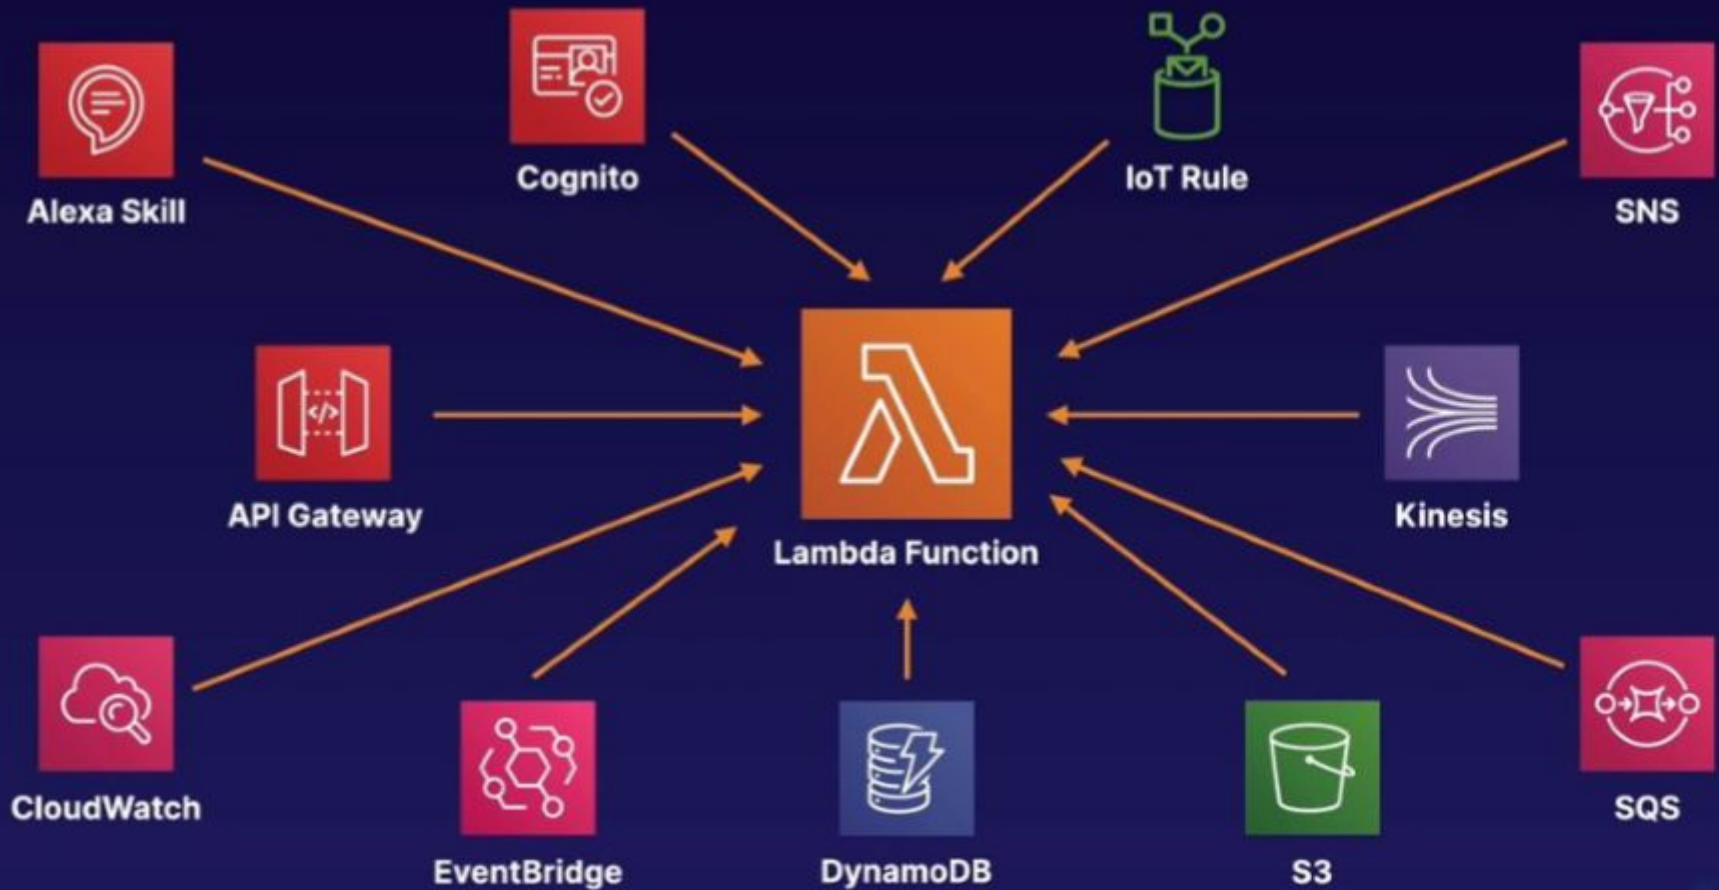 Cognito
IoT Rule
Alexa Skill
SNS
</>
API Gateway
Kinesis
Lambda Function
CloudWatch
SQS
EventBridge
DynamoDB
S3